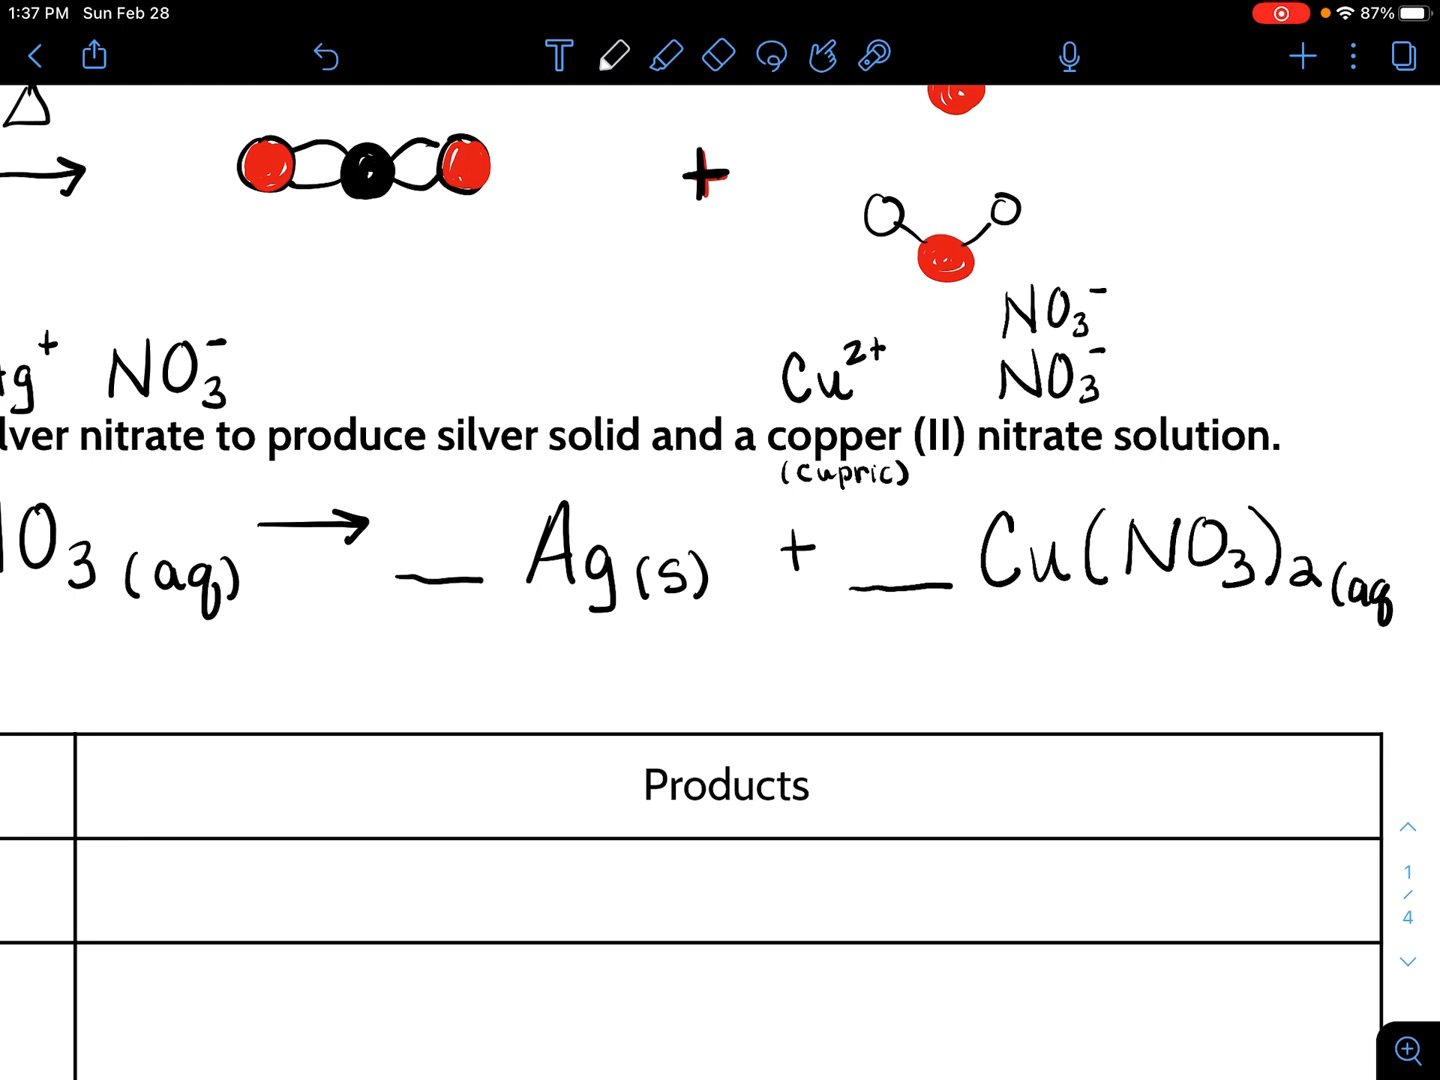 1:37 PM Sun Feb 28 87%
Δ
+
NO₃⁻
g⁺ NO₃⁻ Cu²⁺ NO₃⁻
lver nitrate to produce silver solid and a copper (II) nitrate solution.
(cupric)
O₃ (aq) → __ Ag (s) + __ Cu(NO₃)₂ (aq
Products
1
/
4